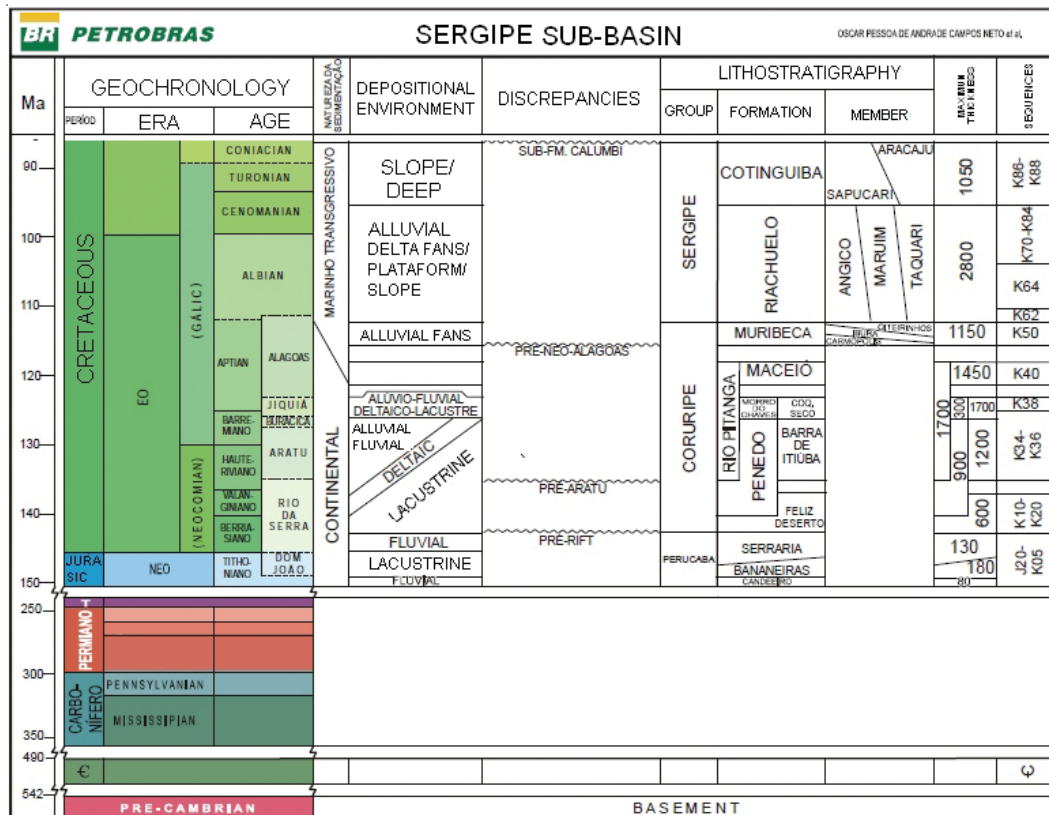 BR PETROBRAS
SERGIPE SUB-BASIN
OSCAR PESSOA DE ANDRADE CAMPOS NETO et al,
Ma
GEOCHRONOLOGY
PERÍOD
ERA
AGE
NATUREZA DA
SEDIMENTAÇÃO
DEPOSITIONAL
ENVIRONMENT
DISCREPANCIES
LITHOSTRATIGRAPHY
GROUP
FORMATION
MEMBER
MAXIMUN
THICKNESS
SEQUENCES
90
100
110
120
130
140
150
250
300
350
490
542
CRETACEOUS
JURA
SIC
T
PERMIANO
CARBO-
NÍFERO
€
EO
NEO
PENNSYLVANIAN
MISSISSIPIAN
PRE-CAMBRIAN
(GÁLIC)
(NEOCOMIAN)
CONIACIAN
TURONIAN
CENOMANIAN
ALBIAN
APTIAN
BARRE-
MIANO
HAUTE-
RIVIANO
VALAN-
GINIANO
BERRIA-
SIANO
TITHO-
NIANO
ALAGOAS
JIQUIÁ
BURACICA
ARATU
RIO
DA
SERRA
DOM
JOÃO
MARINHO TRANSGRESSIVO
CONTINENTAL
SLOPE/
DEEP
ALLUVIAL
DELTA FANS/
PLATAFORM/
SLOPE
ALLUVIAL FANS
ALÚVIO-FLUVIAL
DELTAICO-LACUSTRE
ALLUVIAL
FLUVIAL
DELTAIC
LACUSTRINE
FLUVIAL
LACUSTRINE
FLUVIAL
SUB-FM. CALUMBI
PRÉ-NEO-ALAGOAS
PRÉ-ARATU
PRÉ-RIFT
SERGIPE
CORURIPE
PERUCABA
COTINGUIBA
RIACHUELO
MURIBECA
RIO PITANGA
MACEIÓ
MORRO
DO
CHAVES
COQ.
SECO
PENEDO
BARRA
DE
ITIÚBA
FELIZ
DESERTO
SERRARIA
BANANEIRAS
CANDEEIRO
ARACAJU
SAPUCARI
ANGICO
MARUIM
TAQUARI
OITEIRINHOS
IBURA
CARMÓPOLIS
1050
2800
1150
1450
1700
300
1700
900
1200
600
130
180
80
K86-
K88
K70-K84
K64
K62
K50
K40
K38
K34-
K36
K10-
K20
J20-
K05
BASEMENT